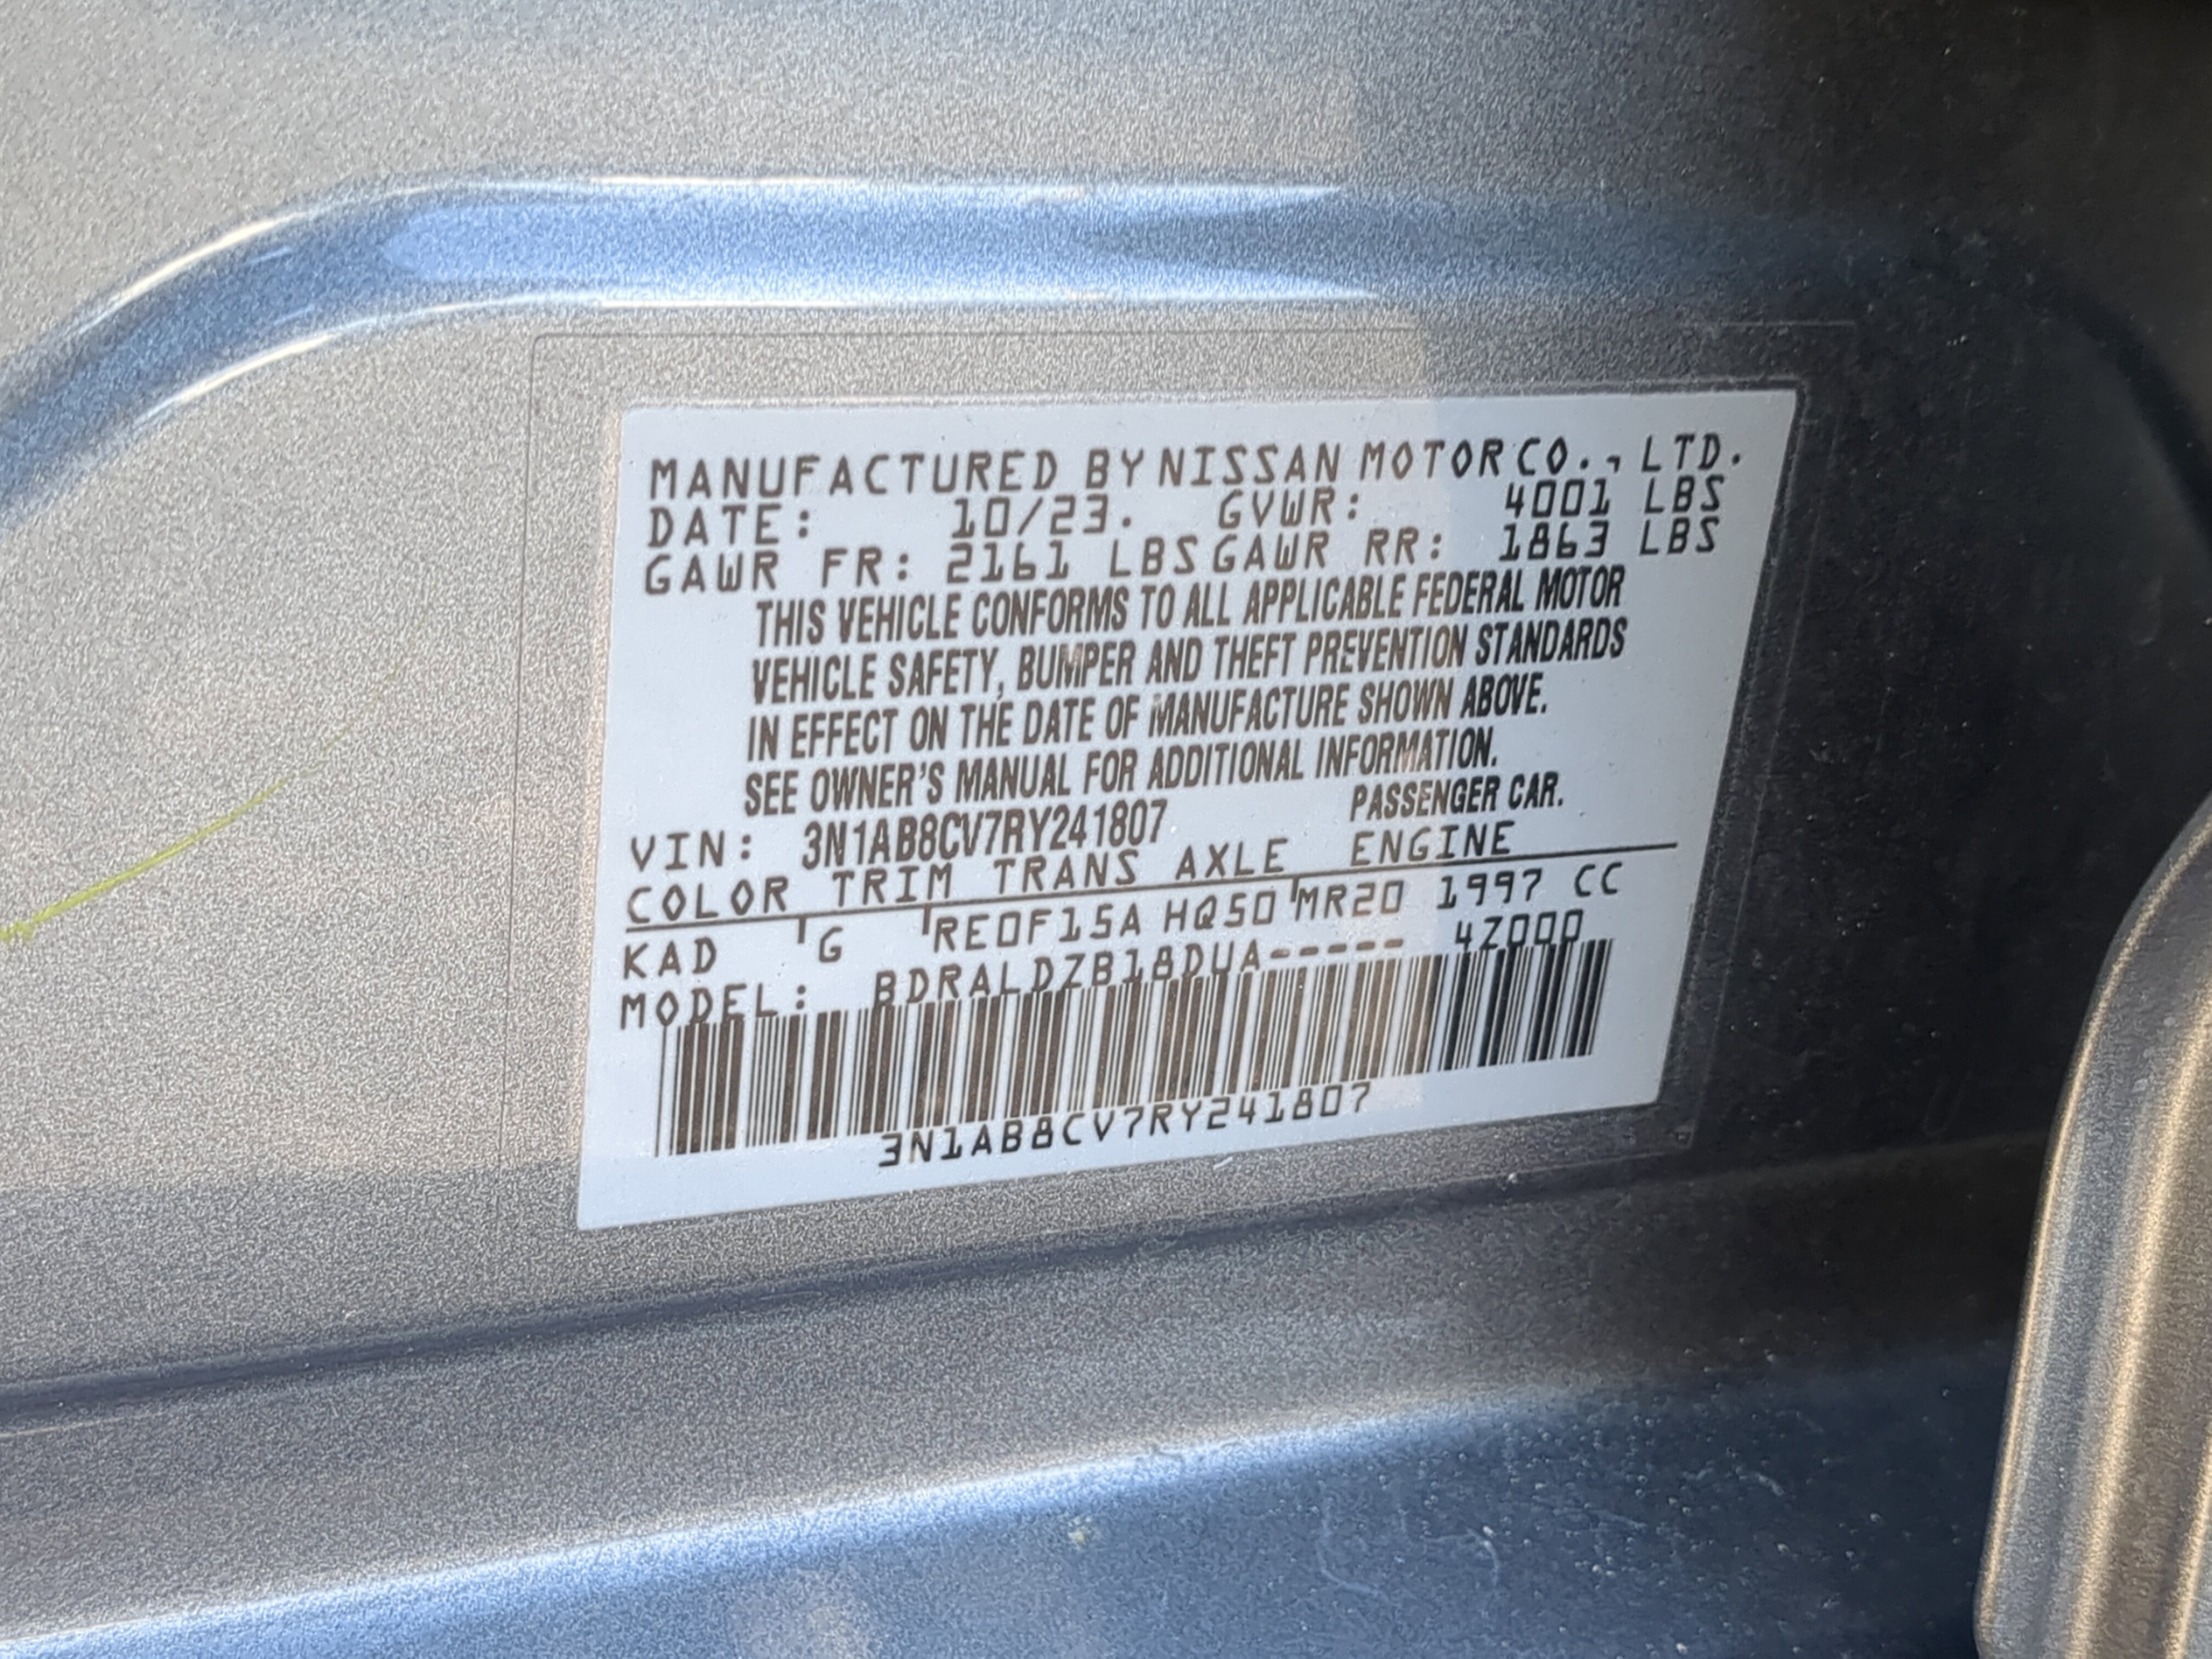 MANUFACTURED BY NISSAN MOTOR CO., LTD.
DATE: 10/23. GVWR: 4001 LBS
GAWR FR: 2161 LBS GAWR RR: 1863 LBS
THIS VEHICLE CONFORMS TO ALL APPLICABLE FEDERAL MOTOR
VEHICLE SAFETY, BUMPER AND THEFT PREVENTION STANDARDS
IN EFFECT ON THE DATE OF MANUFACTURE SHOWN ABOVE.
SEE OWNER'S MANUAL FOR ADDITIONAL INFORMATION.
VIN: 3N1AB8CV7RY241807 PASSENGER CAR.
COLOR TRIM TRANS AXLE ENGINE
KAD G RE0F15A HQ50 MR20 1997 CC
MODEL: BDRALDZB18DUA----- 4Z000
3N1AB8CV7RY241807